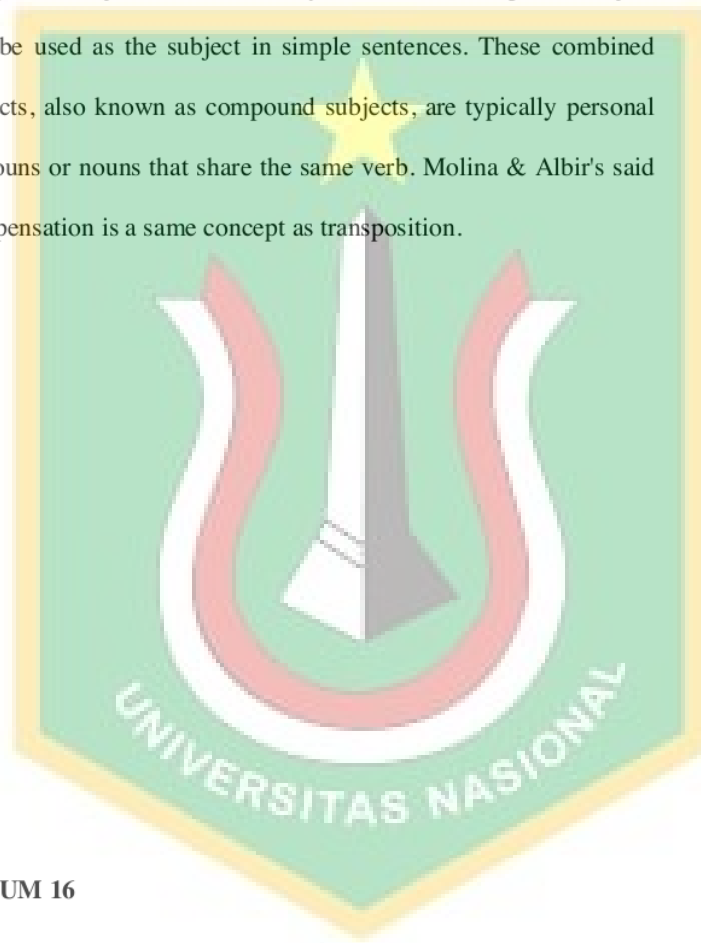 be used as the subject in simple sentences. These combined
cts, also known as compound subjects, are typically personal
ouns or nouns that share the same verb. Molina & Albir's said
pensation is a same concept as transposition.
UNIVERSITAS NASIONAL
UM 16